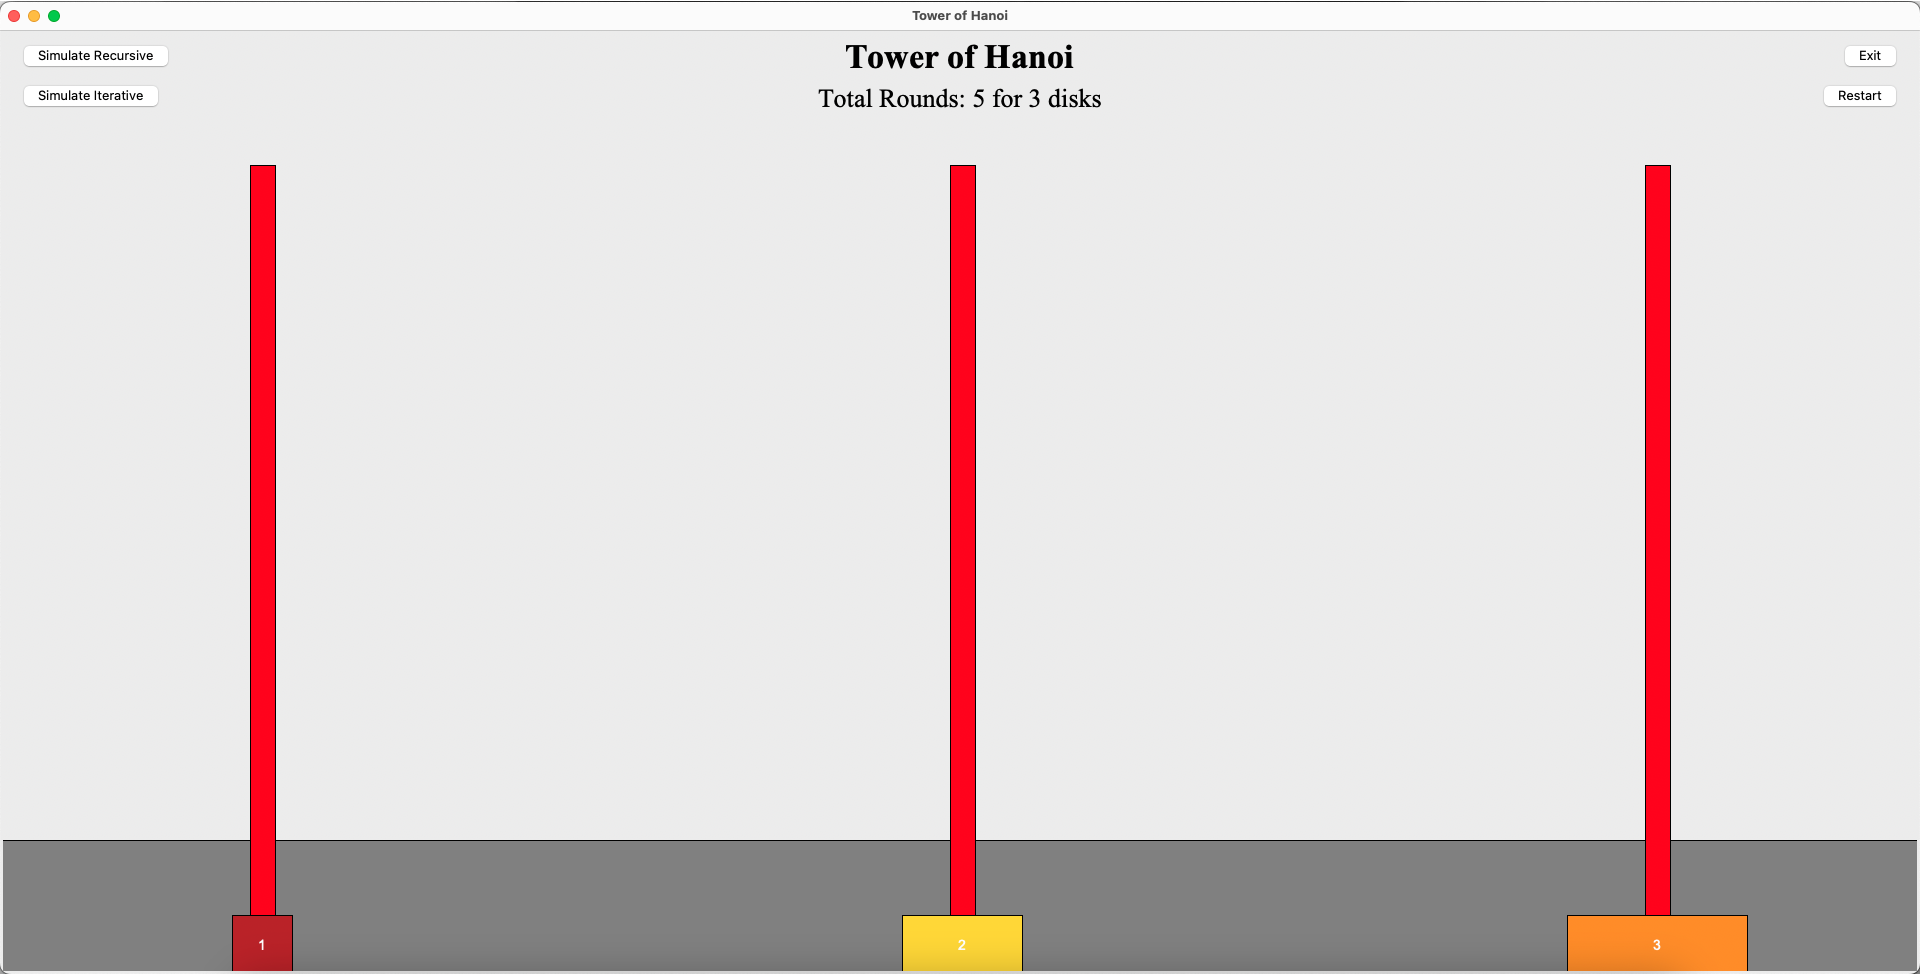 Tower of Hanoi
Simulate Recursive
Tower of Hanoi
Exit
Simulate Iterative
Total Rounds: 5 for 3 disks
Restart
1
2
3